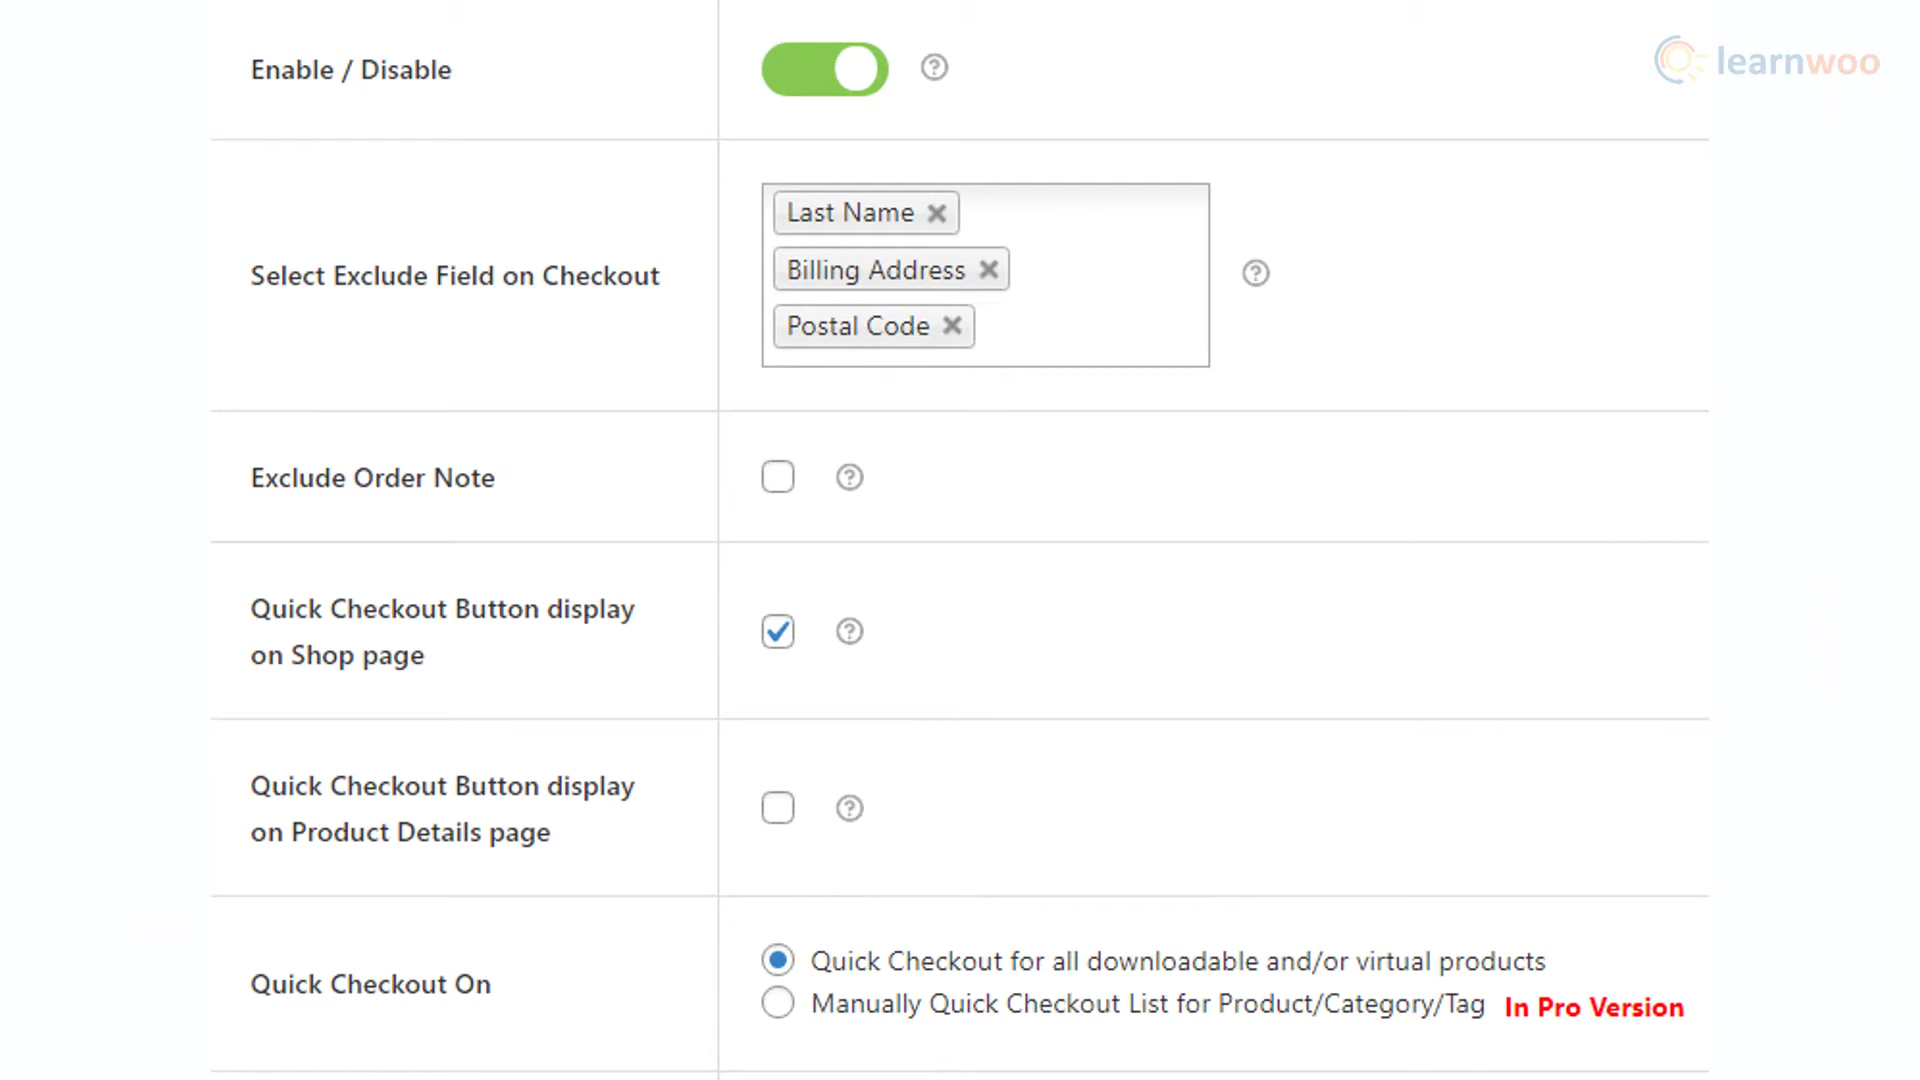 learnwoo
Enable / Disable
Select Exclude Field on Checkout
Last Name
Billing Address
Postal Code
Exclude Order Note
Quick Checkout Button display
on Shop page
Quick Checkout Button display
on Product Details page
Quick Checkout On
Quick Checkout for all downloadable and/or virtual products
Manually Quick Checkout List for Product/Category/Tag In Pro Version